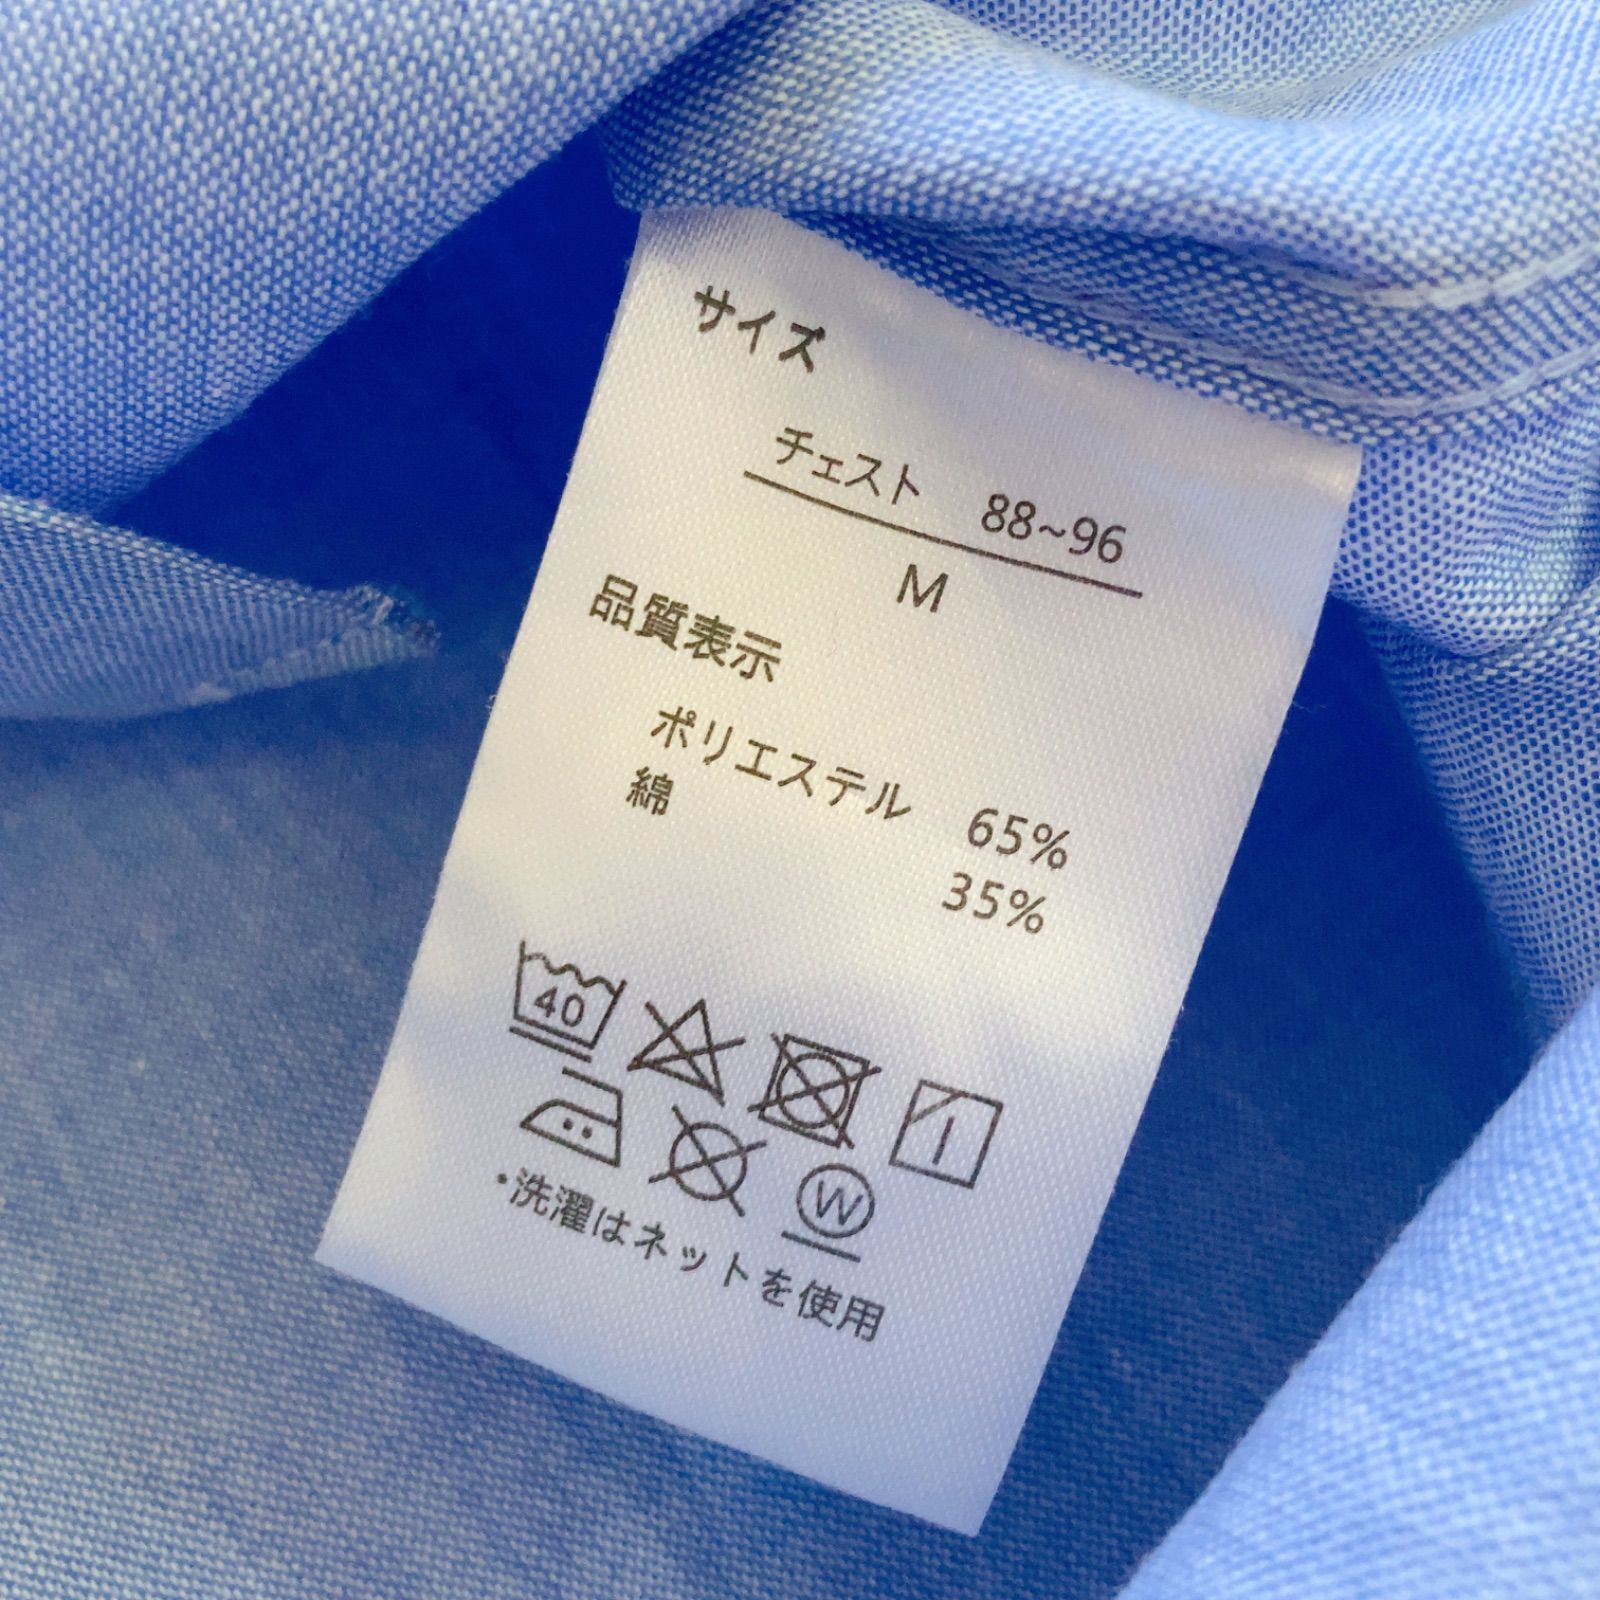 サイズ
チェスト 88~96
M
品質表示
ポリエステル 65%
綿 35%
40
W
・洗濯はネットを使用